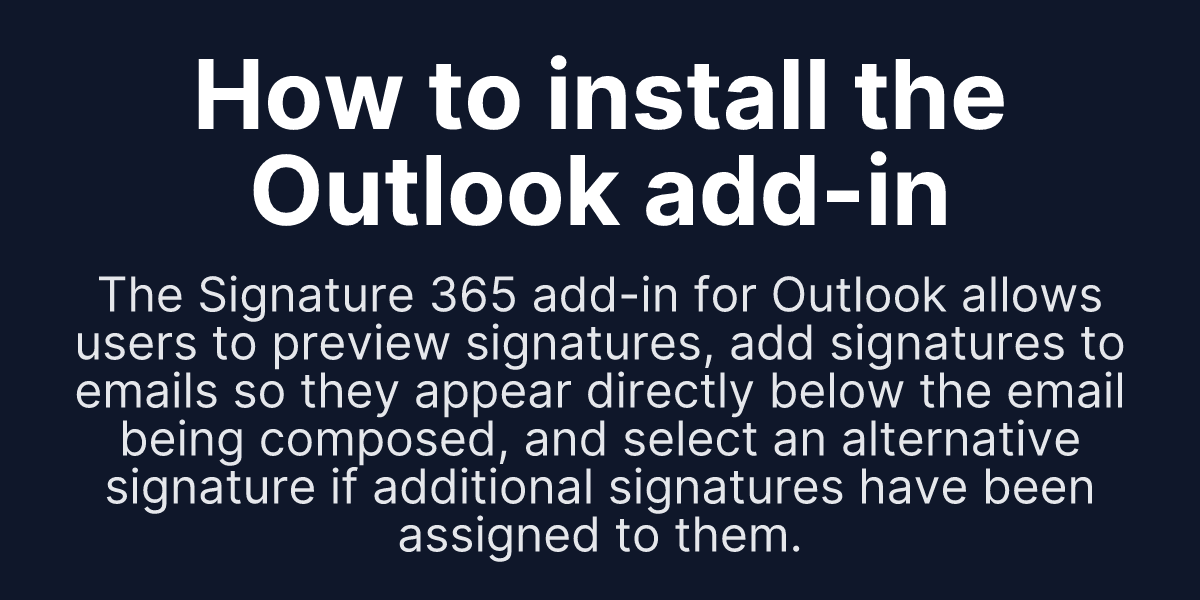 How to install the
Outlook add-in
The Signature 365 add-in for Outlook allows
users to preview signatures, add signatures to
emails so they appear directly below the email
being composed, and select an alternative
signature if additional signatures have been
assigned to them.